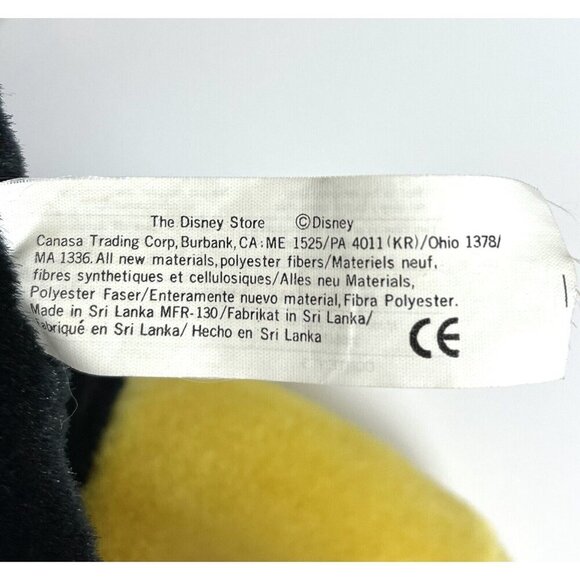 The Disney Store ©Disney
Canasa Trading Corp, Burbank, CA: ME 1525/PA 4011 (KR)/Ohio 1378/
MA 1336. All new materials, polyester fibers/Materiels neuf,
fibres synthetiques et cellulosiques/Alles neu Materials,
Polyester Faser/Enteramente nuevo material, Fibra Polyester.
Made in Sri Lanka MFR-130/Fabrikat in Sri Lanka/
abriqué en Sri Lanka/ Hecho en Sri Lanka
CE